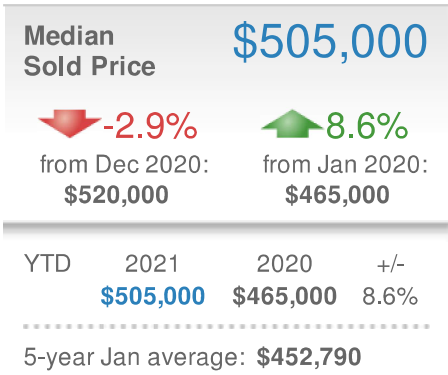 Median $505,000
Sold Price
-2.9% 8.6%
from Dec 2020: from Jan 2020:
$520,000 $465,000
YTD 2021 2020 +/-
$505,000 $465,000 8.6%
5-year Jan average: $452,790